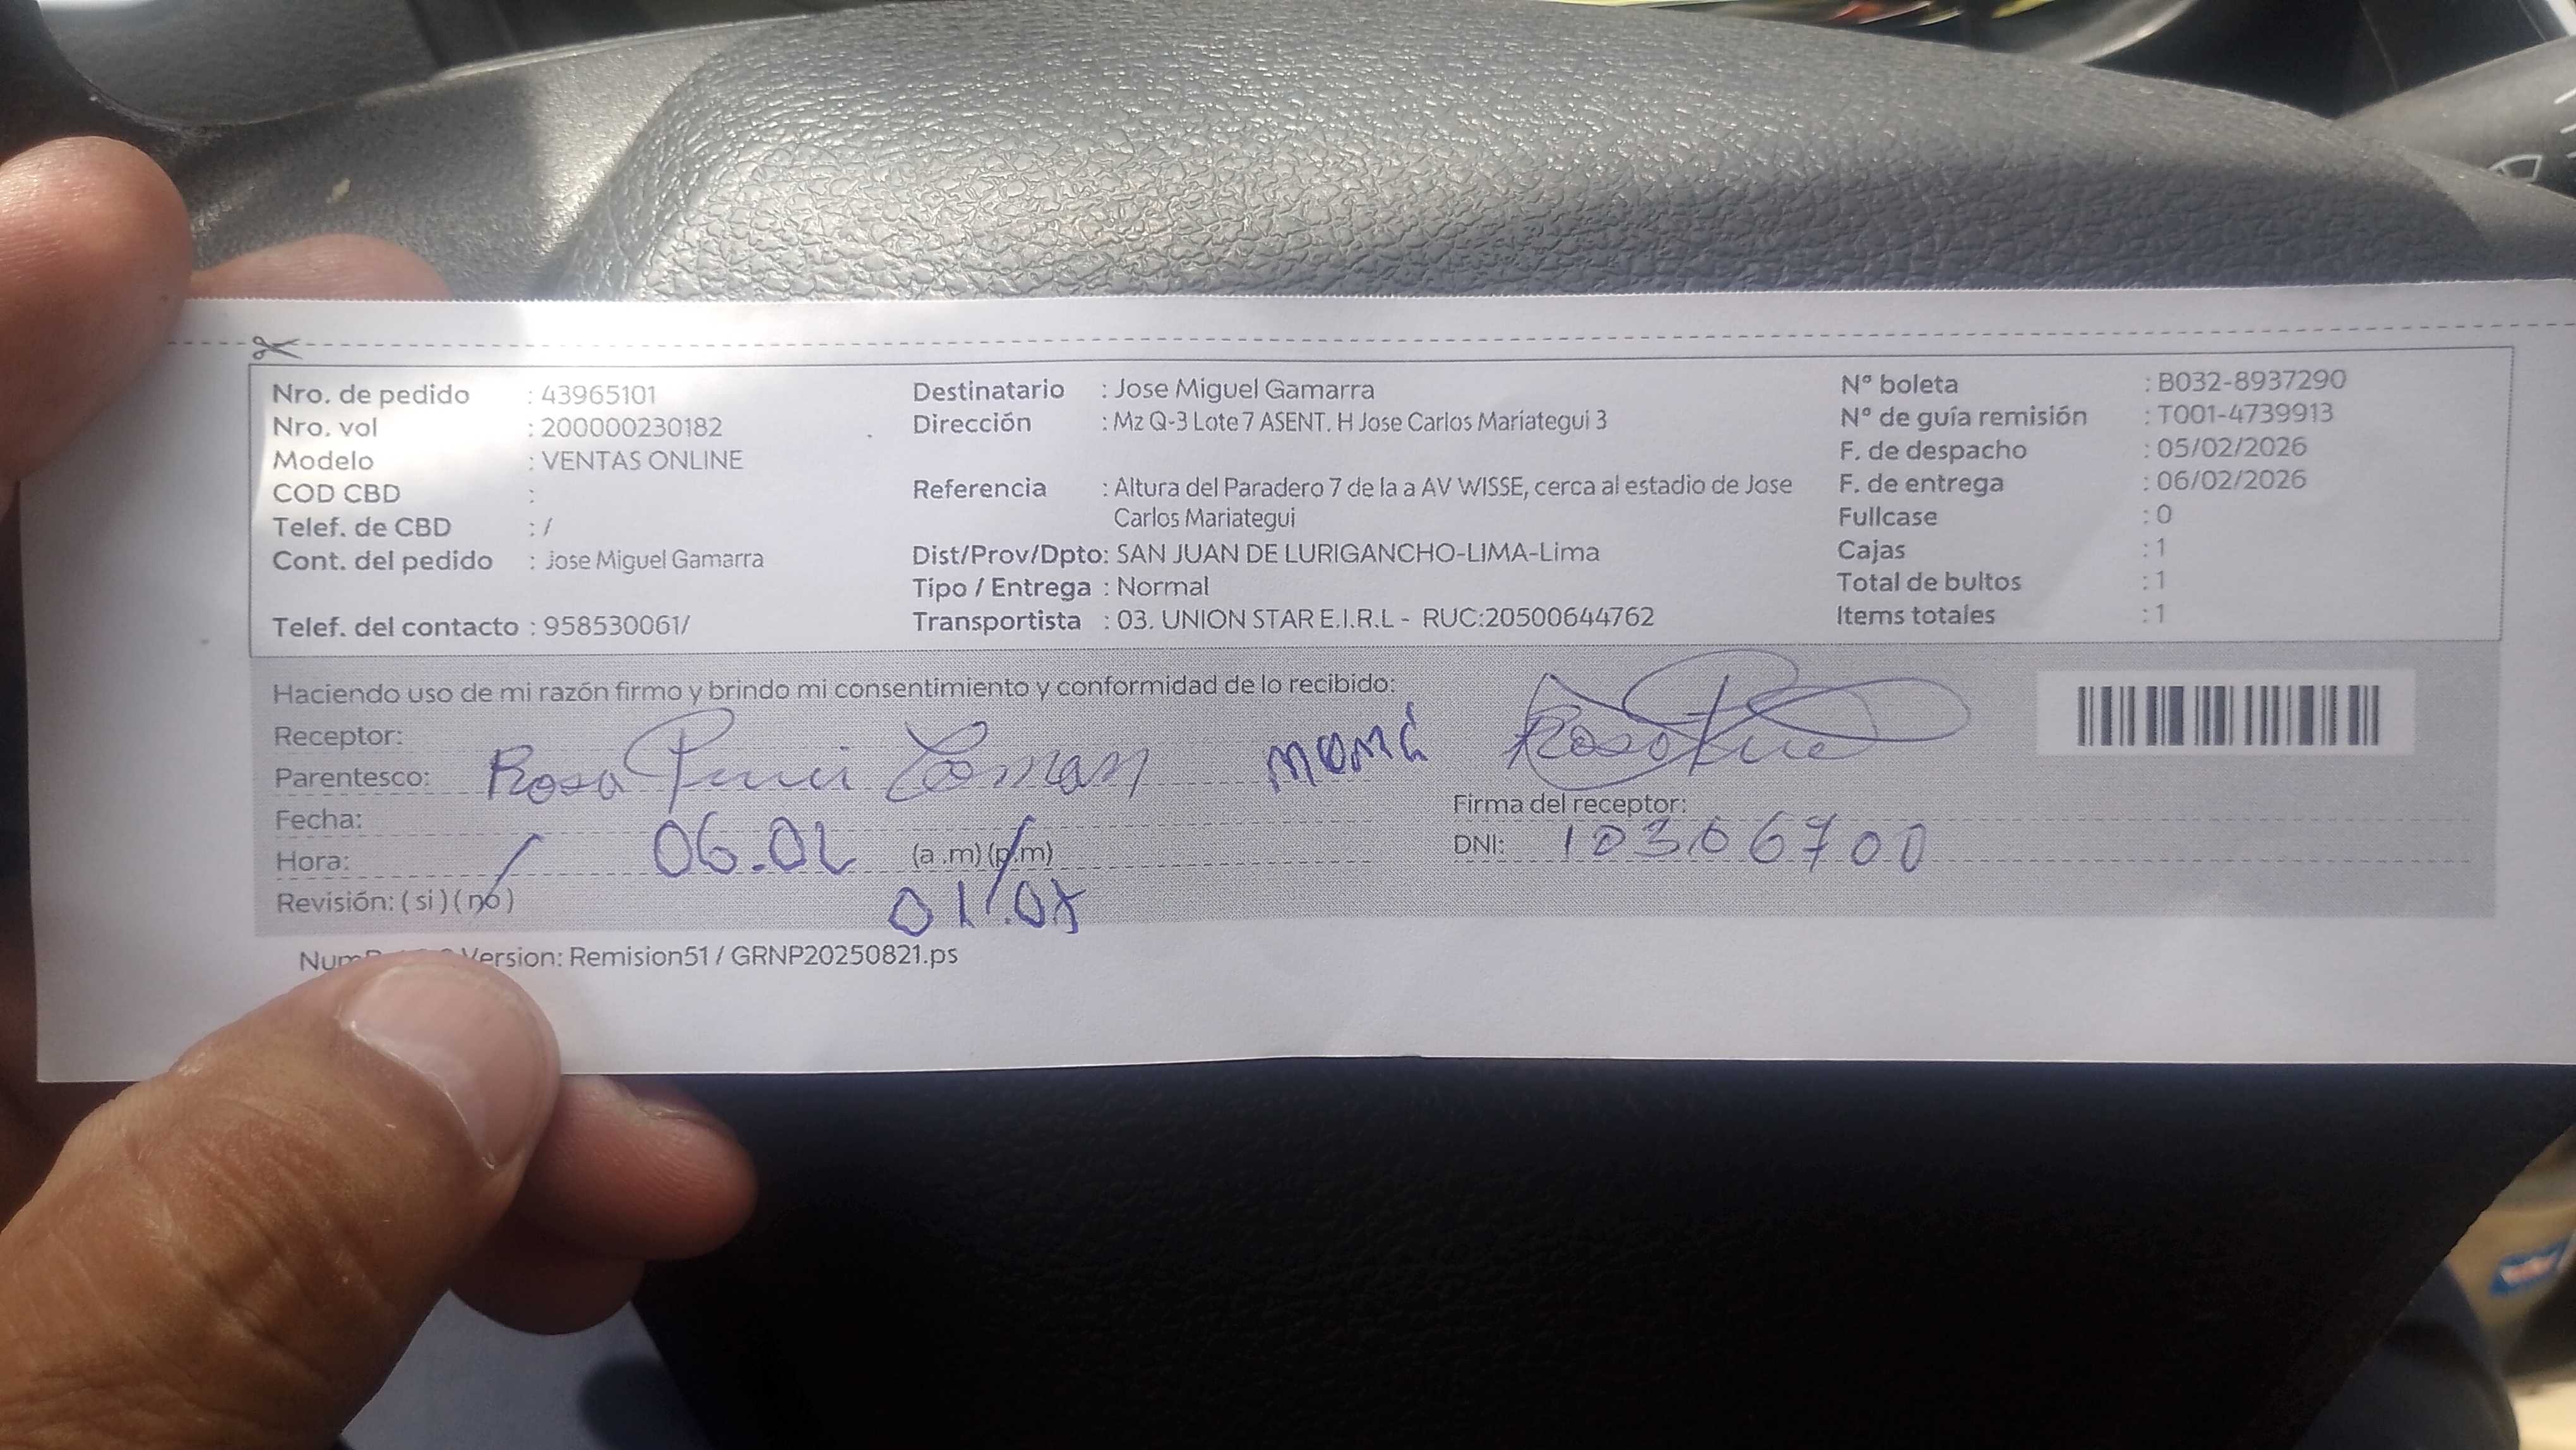 Nro. de pedido : 43965101
Nro. vol : 200000230182
Modelo : VENTAS ONLINE
COD CBD :
Telef. de CBD : /
Cont. del pedido : Jose Miguel Gamarra
Telef. del contacto : 958530061/
Destinatario : Jose Miguel Gamarra
Dirección : Mz Q-3 Lote 7 ASENT. H Jose Carlos Mariategui 3
Referencia : Altura del Paradero 7 de la a AV WISSE, cerca al estadio de Jose
Carlos Mariategui
Dist/Prov/Dpto: SAN JUAN DE LURIGANCHO-LIMA-Lima
Tipo / Entrega : Normal
Transportista : 03. UNION STAR E.I.R.L - RUC:20500644762
N° boleta : B032-8937290
N° de guía remisión : T001-4739913
F. de despacho : 05/02/2026
F. de entrega : 06/02/2026
Fullcase : 0
Cajas : 1
Total de bultos : 1
Items totales : 1
Haciendo uso de mi razón firmo y brindo mi consentimiento y conformidad de lo recibido:
Receptor:
Parentesco: Rosa mamá
Fecha: 06.02
Hora: (a .m) (p.m)
Revisión: ( si ) ( no )
Firma del receptor:
DNI: 10306700
Version: Remision51 / GRNP20250821.ps